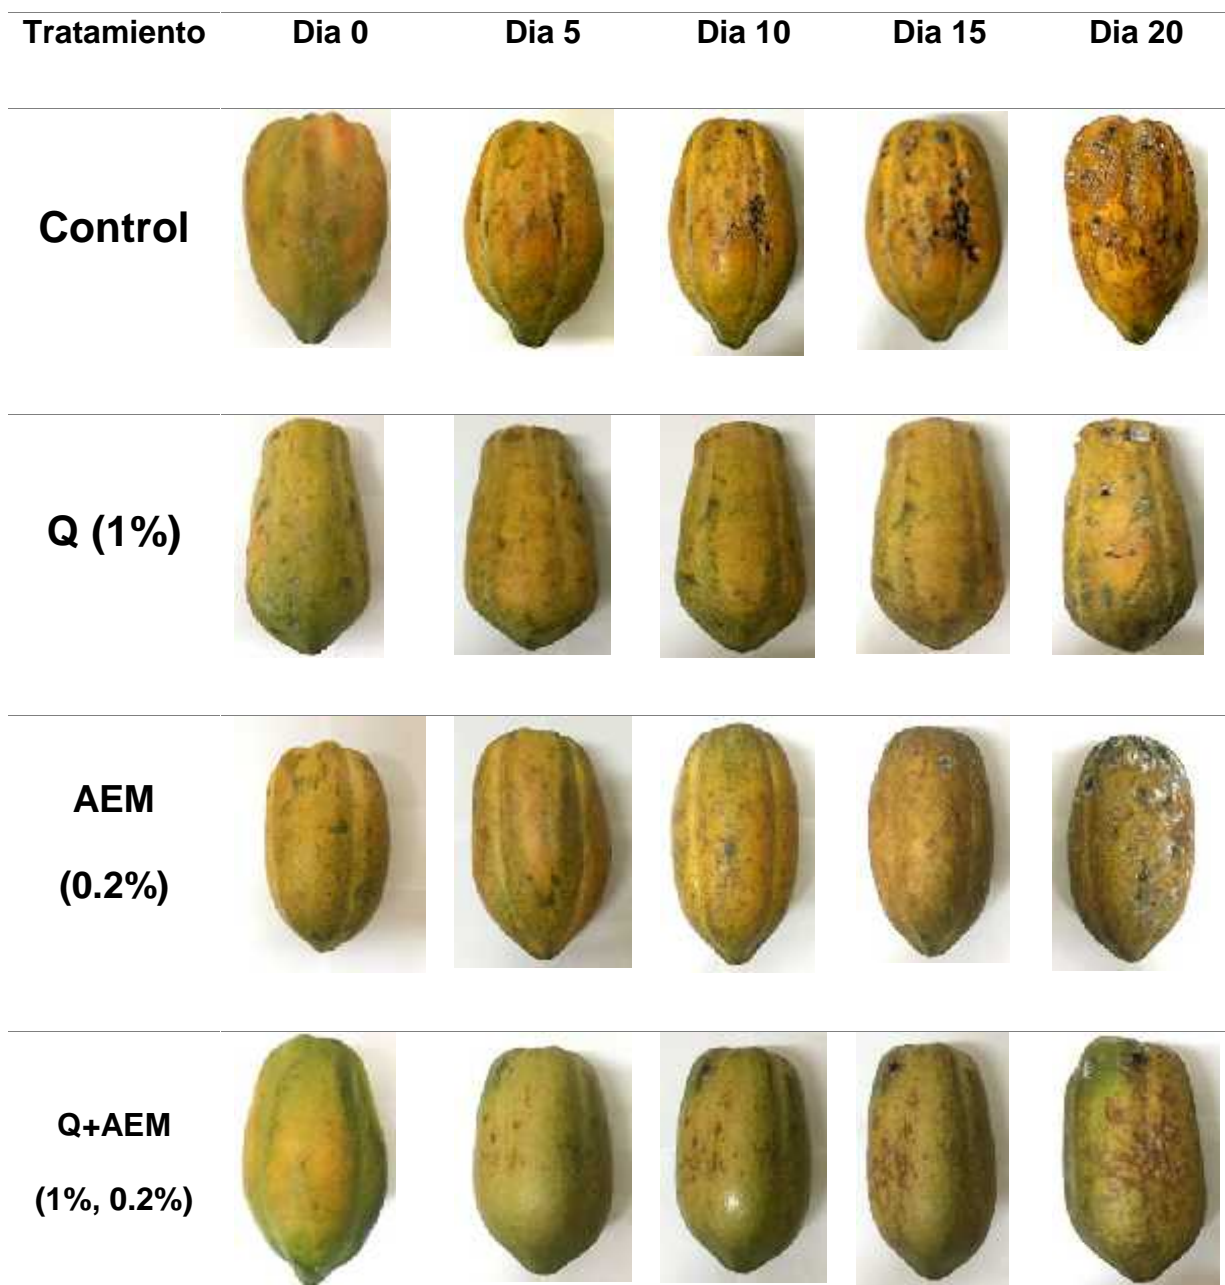 Tratamiento Dia 0 Dia 5 Dia 10 Dia 15 Dia 20
Control
Q (1%)
AEM
(0.2%)
Q+AEM
(1%, 0.2%)